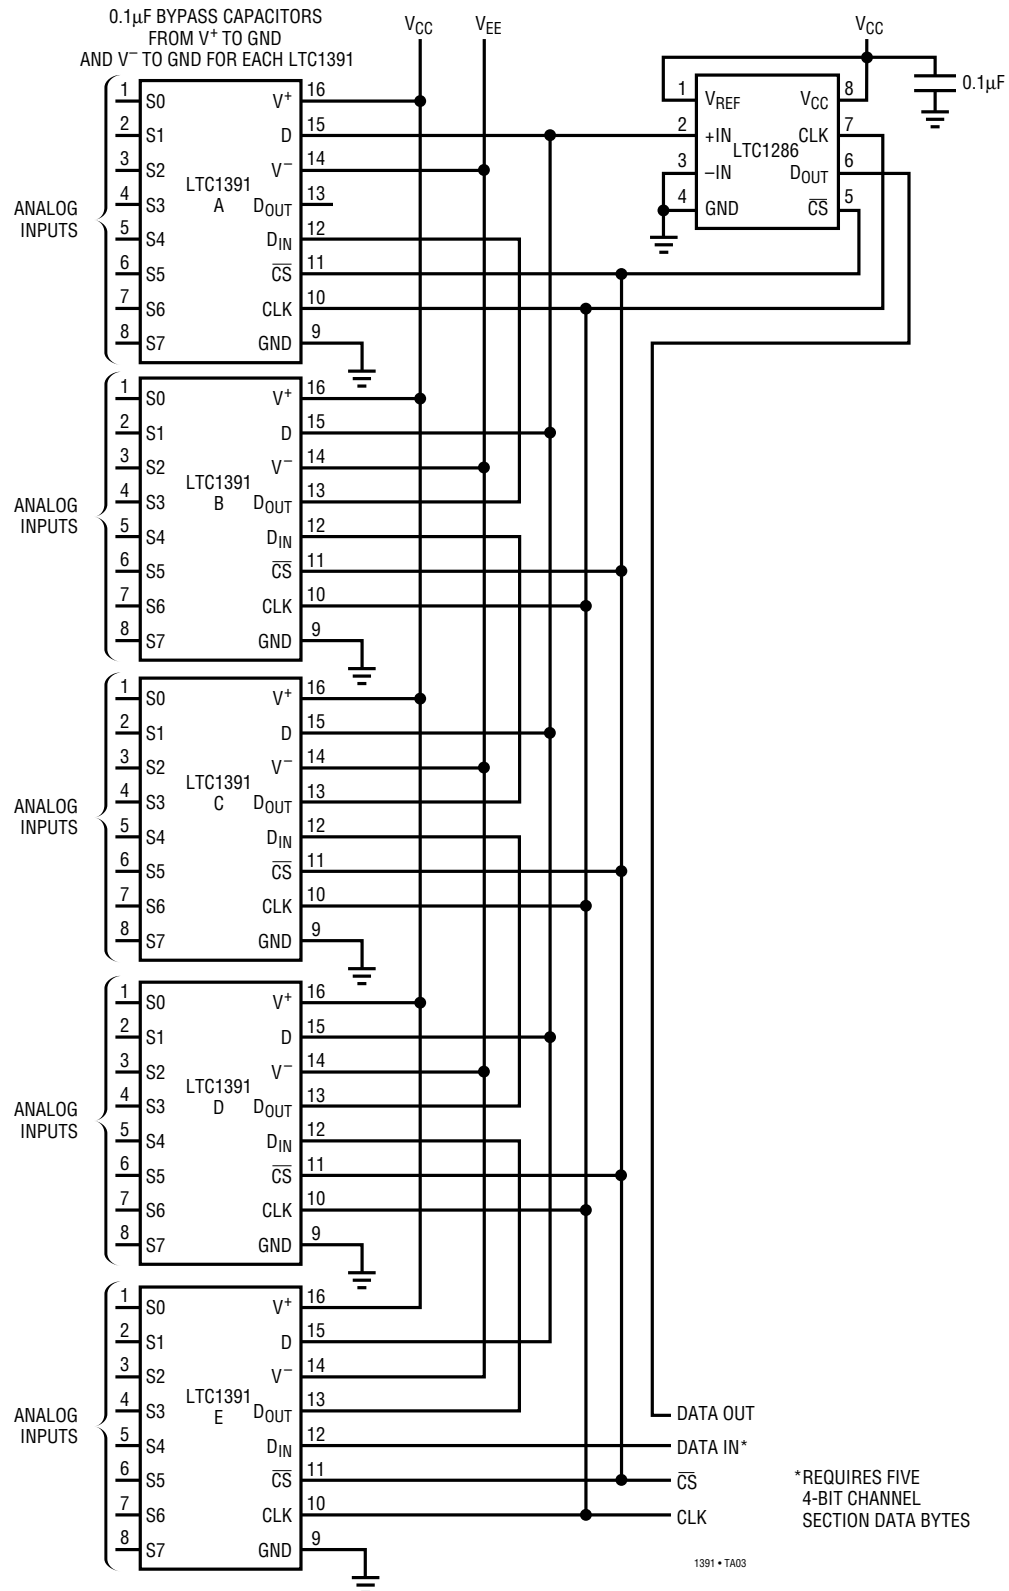 0.1µF BYPASS CAPACITORS
FROM V+ TO GND
AND V− TO GND FOR EACH LTC1391
VCC
VEE
VCC
0.1µF
1 VREF VCC 8
2 +IN CLK 7
LTC1286
3 –IN DOUT 6
4 GND CS 5
ANALOG
INPUTS
1 S0 V+ 16
2 S1 D 15
3 S2 V− 14
LTC1391
A
4 S3 DOUT 13
5 S4 DIN 12
6 S5 CS 11
7 S6 CLK 10
8 S7 GND 9
ANALOG
INPUTS
1 S0 V+ 16
2 S1 D 15
3 S2 V− 14
LTC1391
B
4 S3 DOUT 13
5 S4 DIN 12
6 S5 CS 11
7 S6 CLK 10
8 S7 GND 9
ANALOG
INPUTS
1 S0 V+ 16
2 S1 D 15
3 S2 V− 14
LTC1391
C
4 S3 DOUT 13
5 S4 DIN 12
6 S5 CS 11
7 S6 CLK 10
8 S7 GND 9
ANALOG
INPUTS
1 S0 V+ 16
2 S1 D 15
3 S2 V− 14
LTC1391
D
4 S3 DOUT 13
5 S4 DIN 12
6 S5 CS 11
7 S6 CLK 10
8 S7 GND 9
ANALOG
INPUTS
1 S0 V+ 16
2 S1 D 15
3 S2 V− 14
LTC1391
E
4 S3 DOUT 13
5 S4 DIN 12
6 S5 CS 11
7 S6 CLK 10
8 S7 GND 9
DATA OUT
DATA IN*
CS
CLK
*REQUIRES FIVE
4-BIT CHANNEL
SECTION DATA BYTES
1391 • TA03